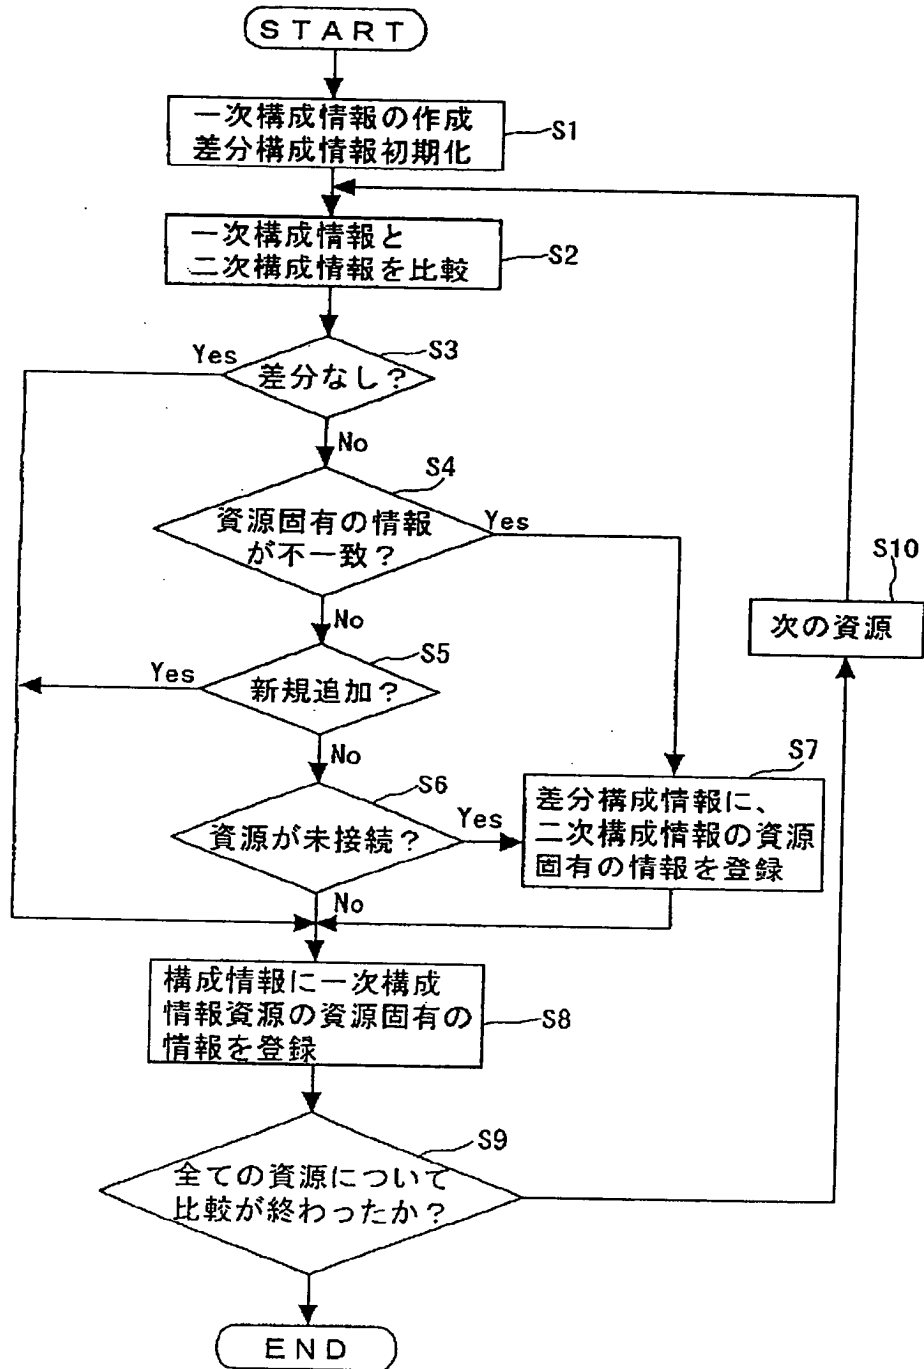 START
一次構成情報の作成
差分構成情報初期化
S1
一次構成情報と
二次構成情報を比較
S2
S3
Yes
差分なし?
No
S4
資源固有の情報
が不一致?
Yes
S10
次の資源
No
S5
Yes
新規追加?
No
S7
S6
差分構成情報に、
二次構成情報の資源
固有の情報を登録
資源が未接続?
Yes
No
構成情報に一次構成
情報資源の資源固有の
情報を登録
S8
S9
全ての資源について
比較が終わったか?
END